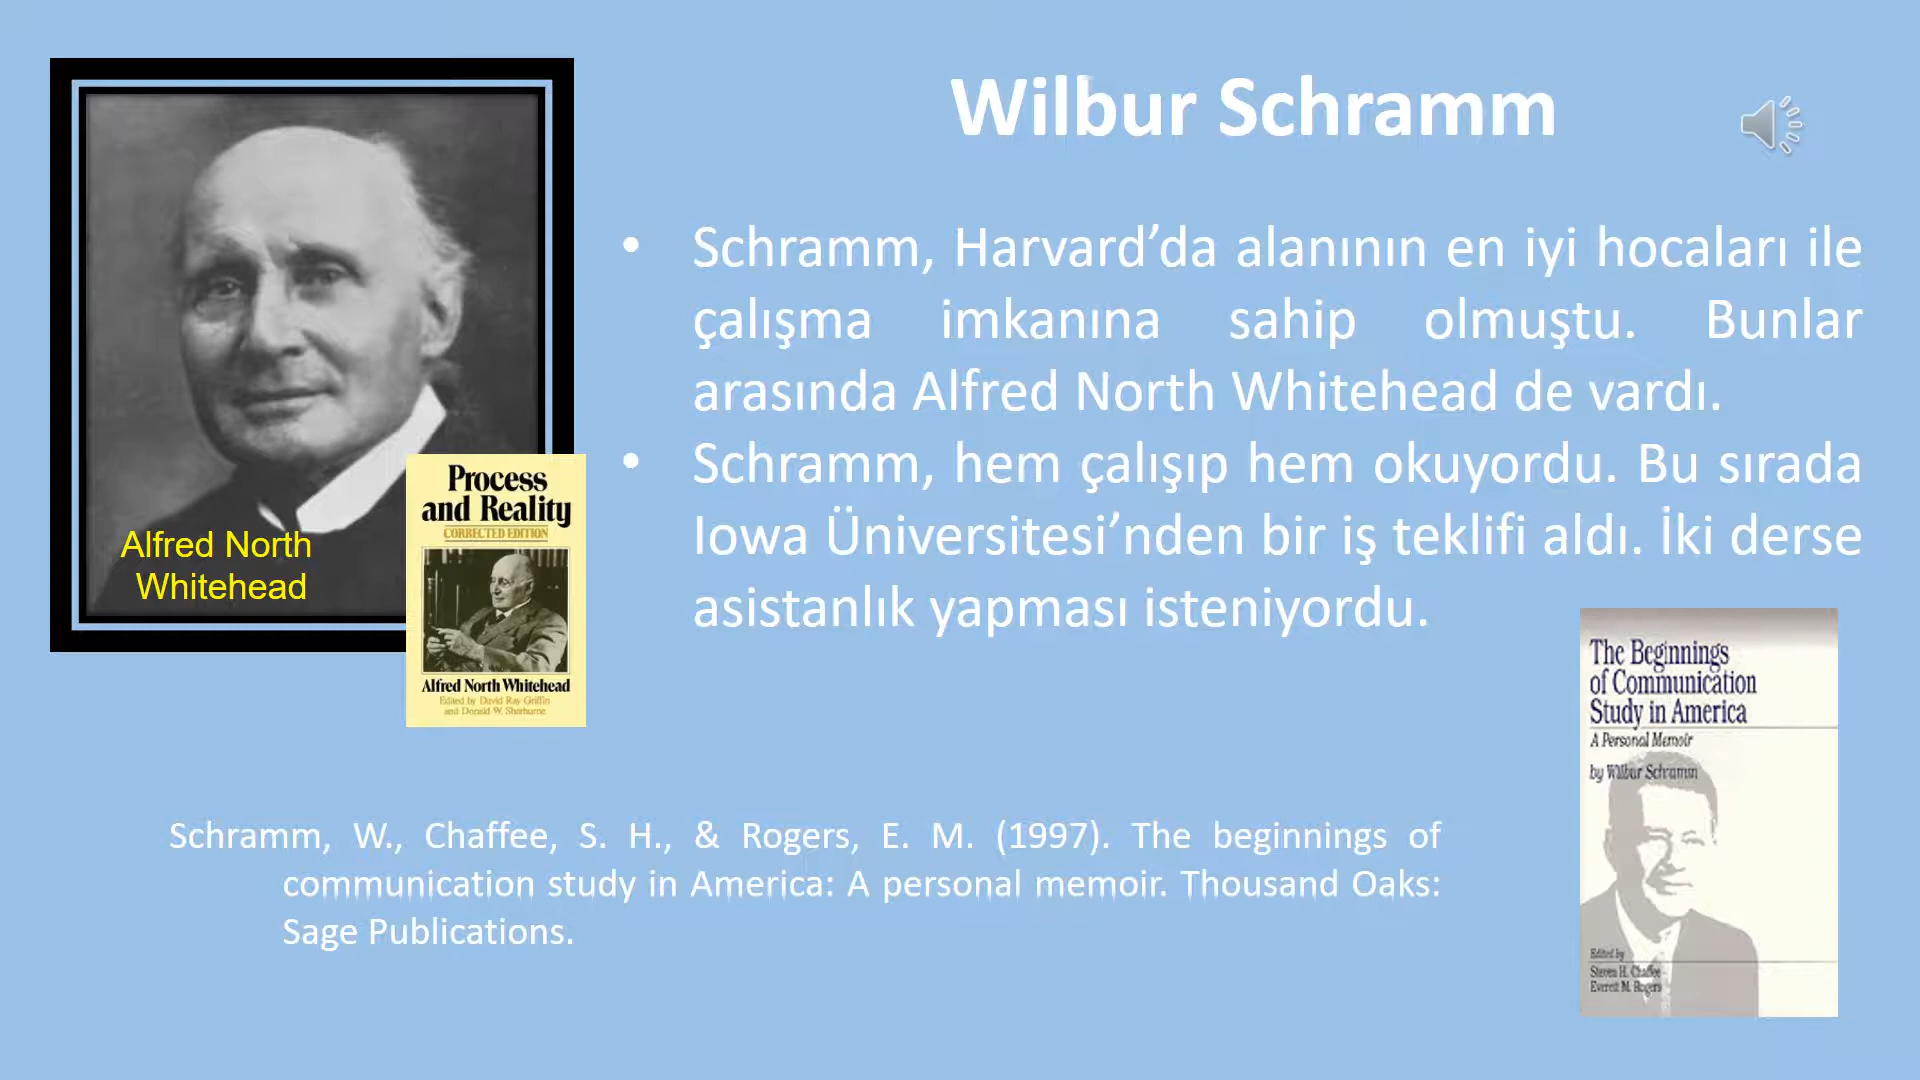 Wilbur Schramm
• Schramm, Harvard’da alanının en iyi hocaları ile
çalışma imkanına sahip olmuştu. Bunlar
arasında Alfred North Whitehead de vardı.
• Schramm, hem çalışıp hem okuyordu. Bu sırada
Iowa Üniversitesi’nden bir iş teklifi aldı. İki derse
asistanlık yapması isteniyordu.
Alfred North
Whitehead
Process
and Reality
CORRECTED EDITION
Alfred North Whitehead
Edited by David Ray Griffin
and Donald W. Sherburne
The Beginnings
of Communication
Study in America
A Personal Memoir
by Wilbur Schramm
Edited by
Steven H. Chaffee
Everett M. Rogers
Schramm, W., Chaffee, S. H., & Rogers, E. M. (1997). The beginnings of
communication study in America: A personal memoir. Thousand Oaks:
Sage Publications.